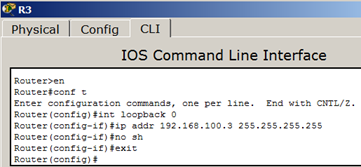 R3
Physical Config CLI
IOS Command Line Interface
Router>en
Router#conf t
Enter configuration commands, one per line.  End with CNTL/Z.
Router(config)#int loopback 0
Router(config-if)#ip addr 192.168.100.3 255.255.255.255
Router(config-if)#no sh
Router(config-if)#exit
Router(config)#